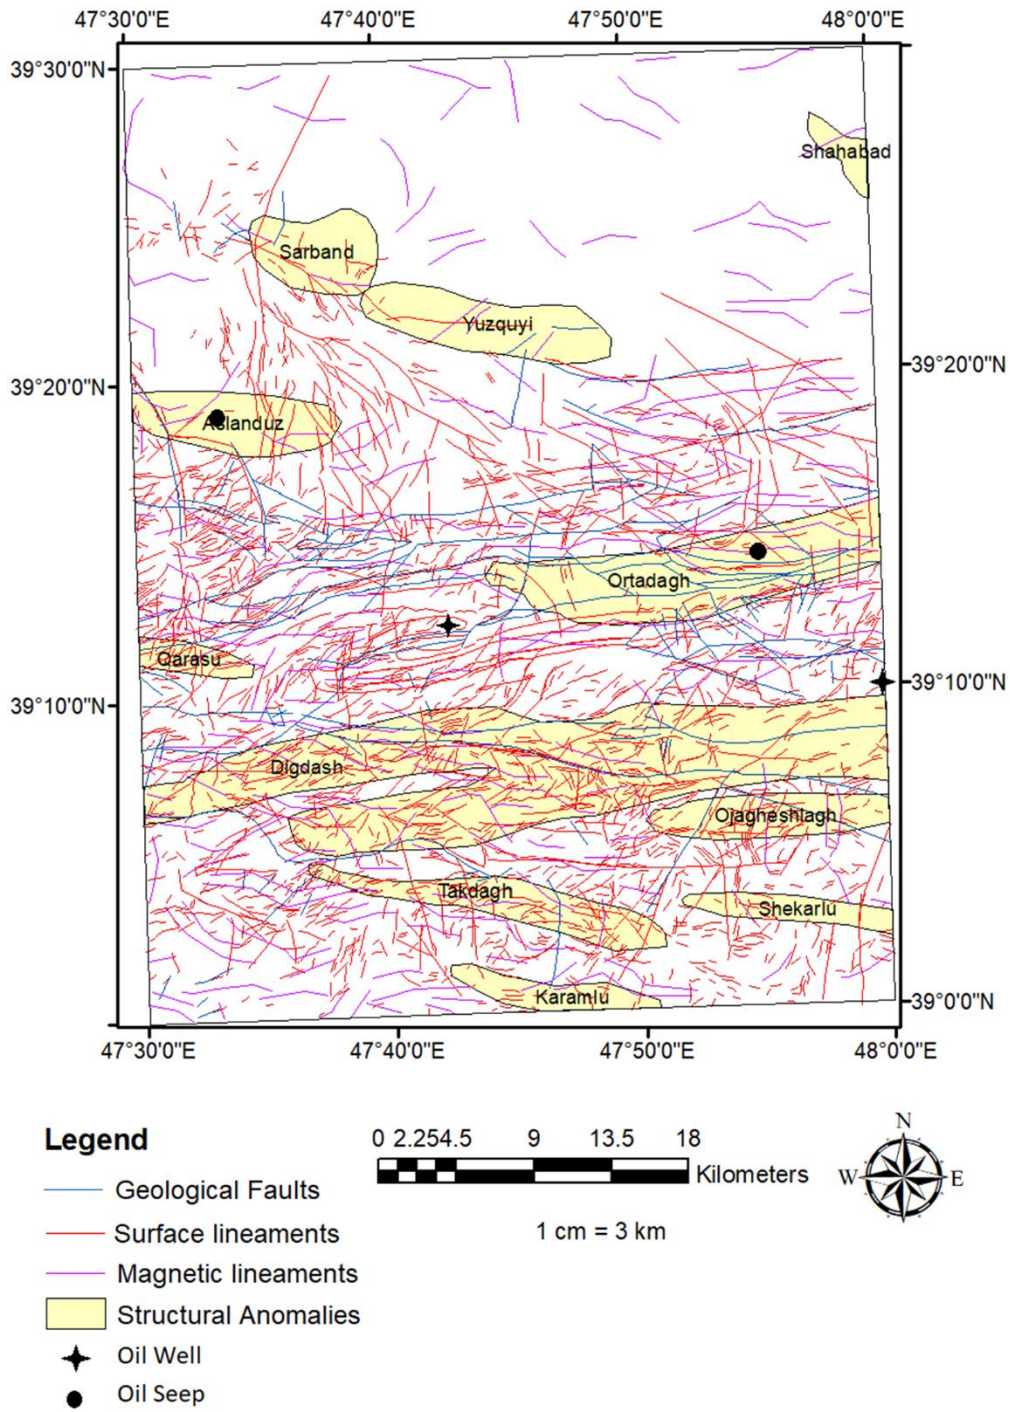 47°30'0"E 47°40'0"E 47°50'0"E 48°0'0"E
39°30'0"N
Shahabad
Sarband
Yuzquyi
39°20'0"N
39°20'0"N
Aslanduz
Ortadagh
Qarasu
39°10'0"N
39°10'0"N
Digdash
Ojagheshlagh
Takdagh
Shekarlu
Karamlu
39°0'0"N
47°30'0"E 47°40'0"E 47°50'0"E 48°0'0"E
Legend
Geological Faults
Surface lineaments
Magnetic lineaments
Structural Anomalies
Oil Well
Oil Seep
0 2.254.5 9 13.5 18
Kilometers
1 cm = 3 km
N
W E
S